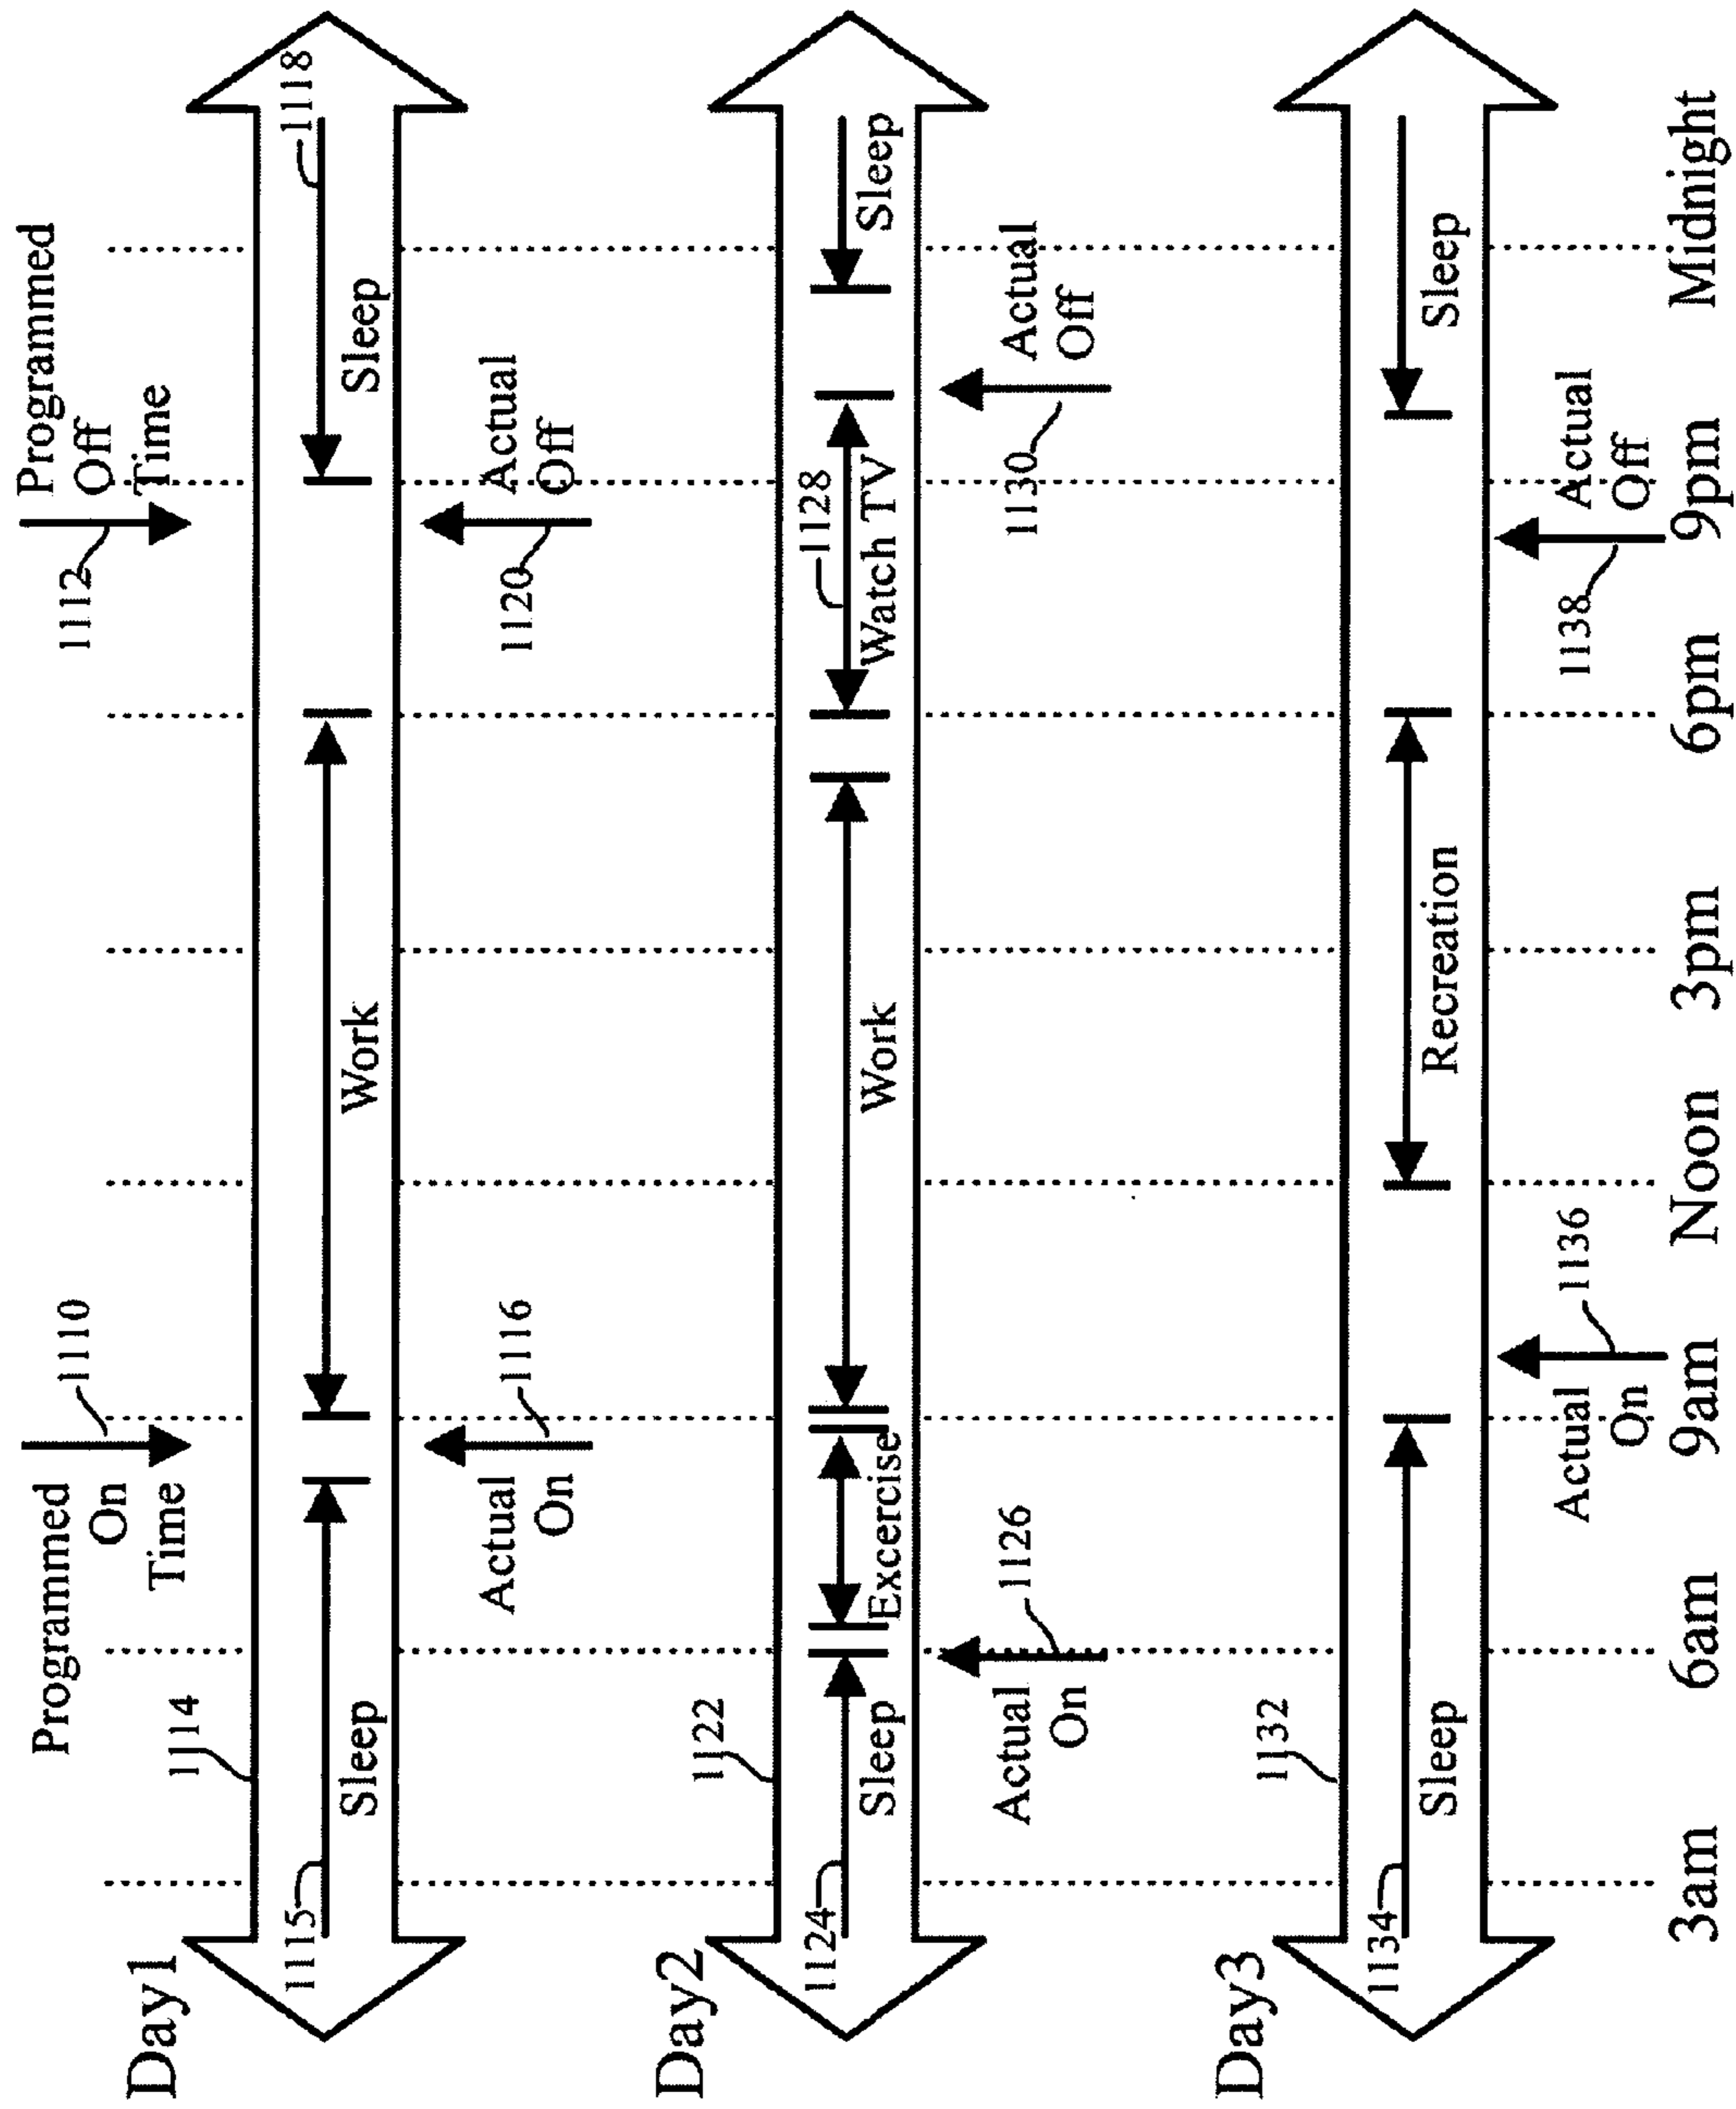 Programmed
On
Time
1110
Programmed
Off
Time
1112
Day1
1114
1115
Sleep
Work
Sleep
1118
Actual
On
1116
Actual
Off
1120
Day2
1122
1124
Sleep
Excercise
Work
Watch TV
1128
Sleep
Actual
On
1126
Actual
Off
1130
Day3
1132
1134
Sleep
Recreation
Sleep
Actual
On
1136
Actual
Off
1138
3am 6am 9am Noon 3pm 6pm 9pm Midnight